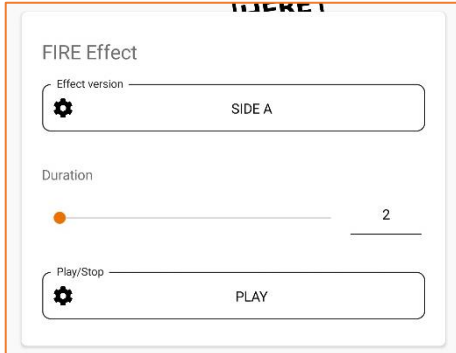 FIRE Effect
Effect version
SIDE A
Duration
2
Play/Stop
PLAY